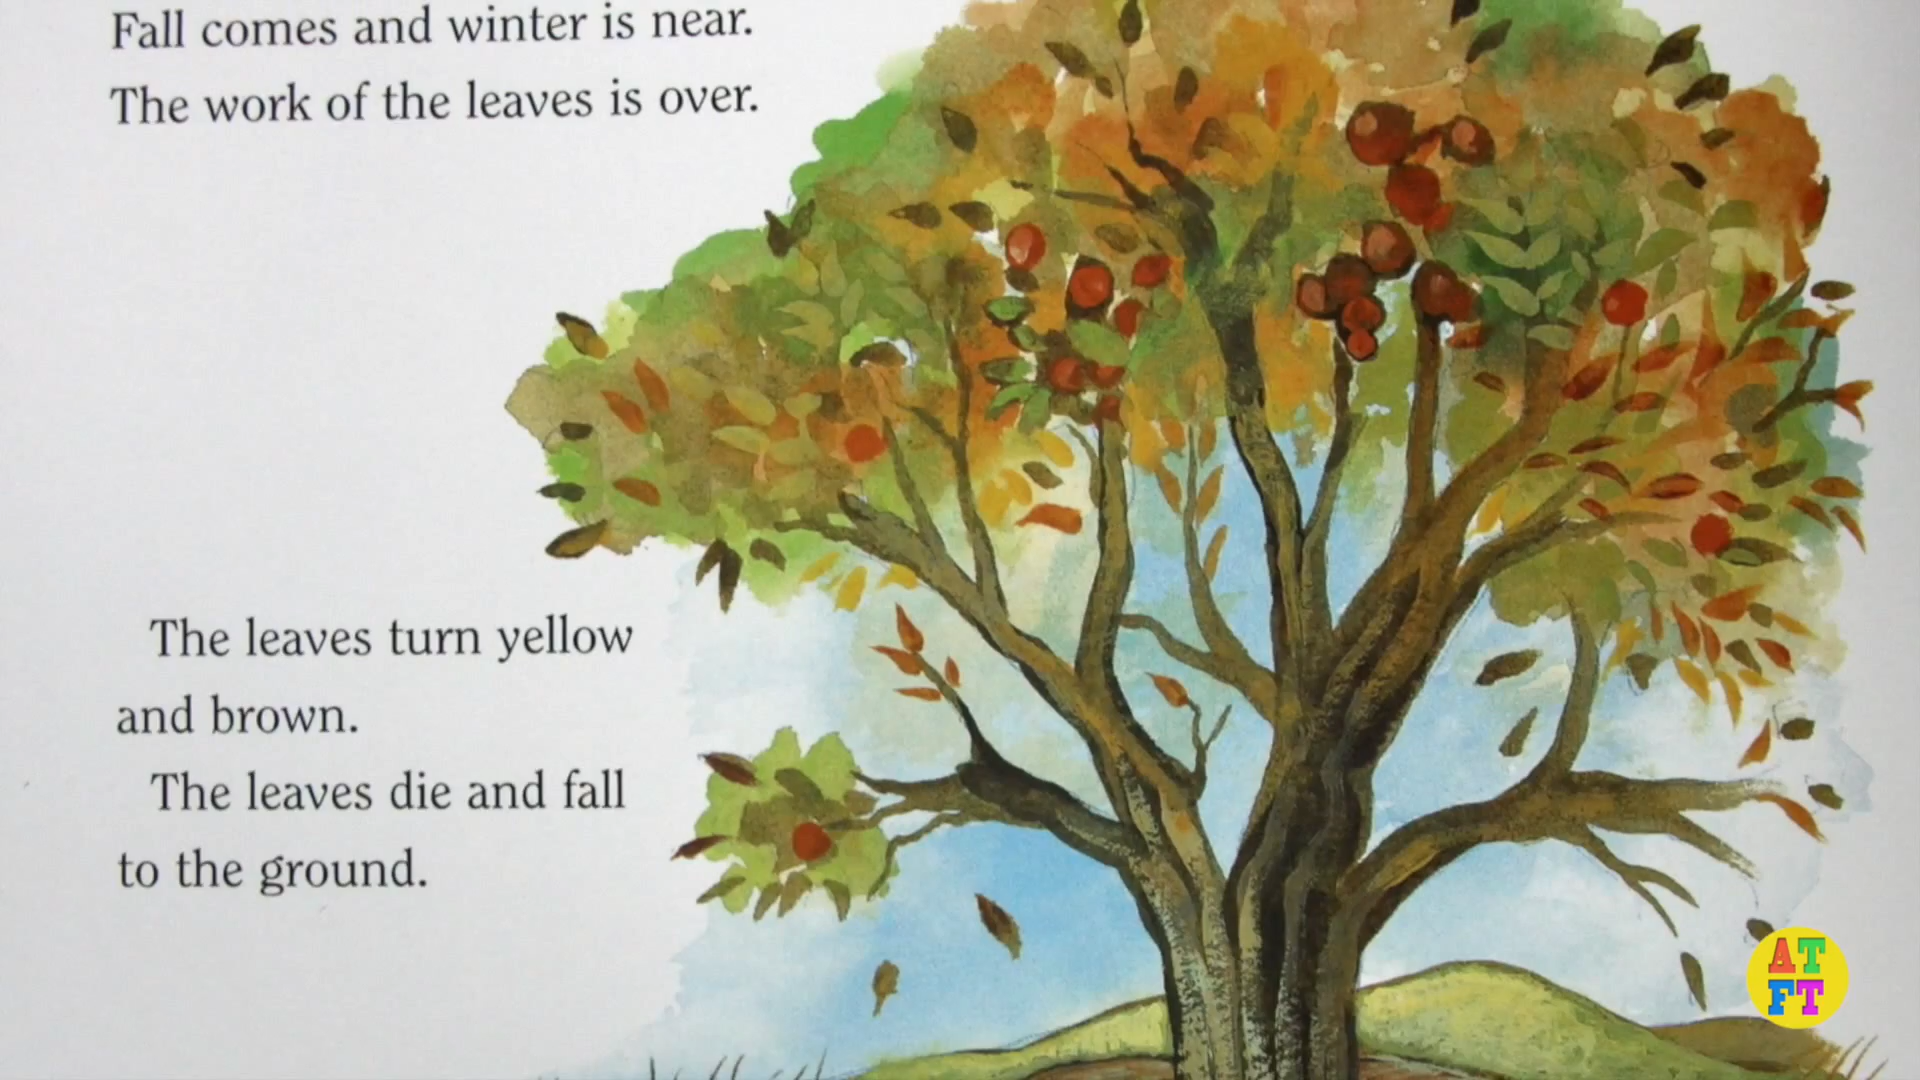 Fall comes and winter is near.
The work of the leaves is over.
The leaves turn yellow
and brown.
The leaves die and fall
to the ground.
AT
FT